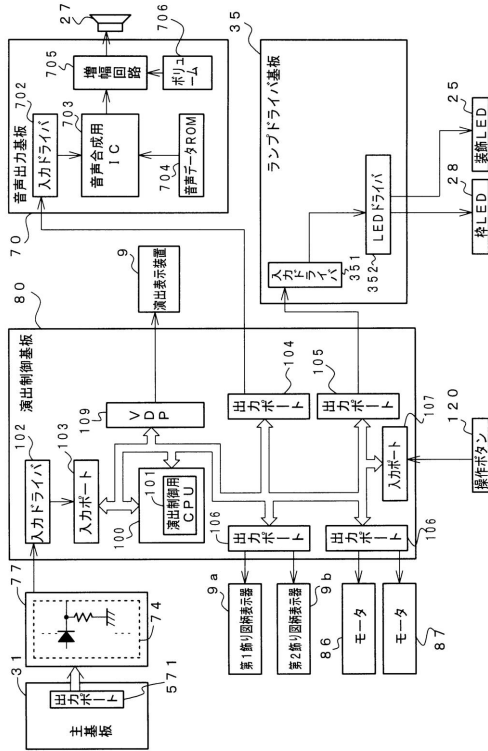 31
主基板
出力ポート
571
77
74
80
演出制御基板
102
入力ドライバ
103
入力ポート
109
VDP
100
101
演出制御用
CPU
9
演出表示装置
106
出力ポート
106
出力ポート
104
出力ポート
105
出力ポート
107
入力ポート
120
操作ボタン
9a
第1飾り図柄表示器
第2飾り図柄表示器
9b
86
モータ
モータ
87
70
音声出力基板
702
入力ドライバ
703
音声合成用
IC
704
音声データROM
705
増幅
回路
706
ボリュ
ーム
27
35
ランプドライバ基板
入力ド
ライバ
351
LEDドライバ
352
25
装飾LED
28
枠LED